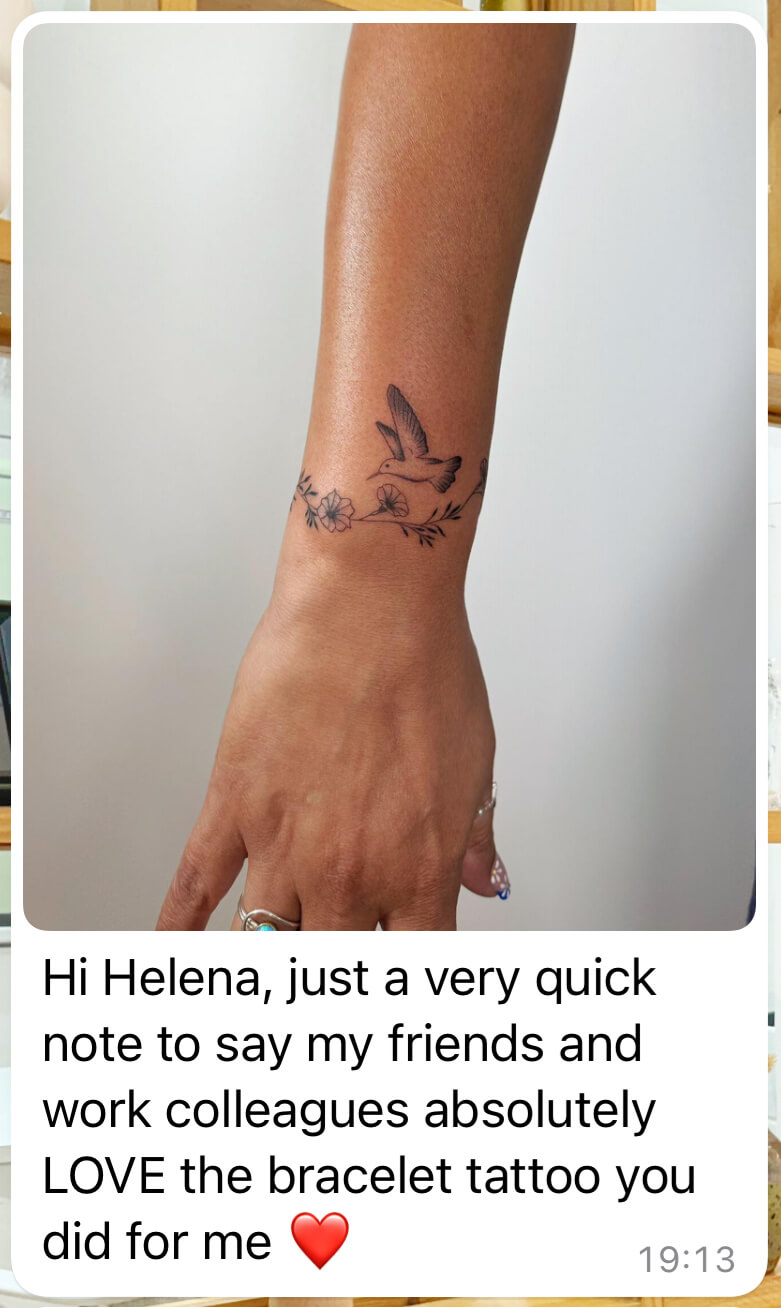 Hi Helena, just a very quick
note to say my friends and
work colleagues absolutely
LOVE the bracelet tattoo you
did for me ❤️
19:13